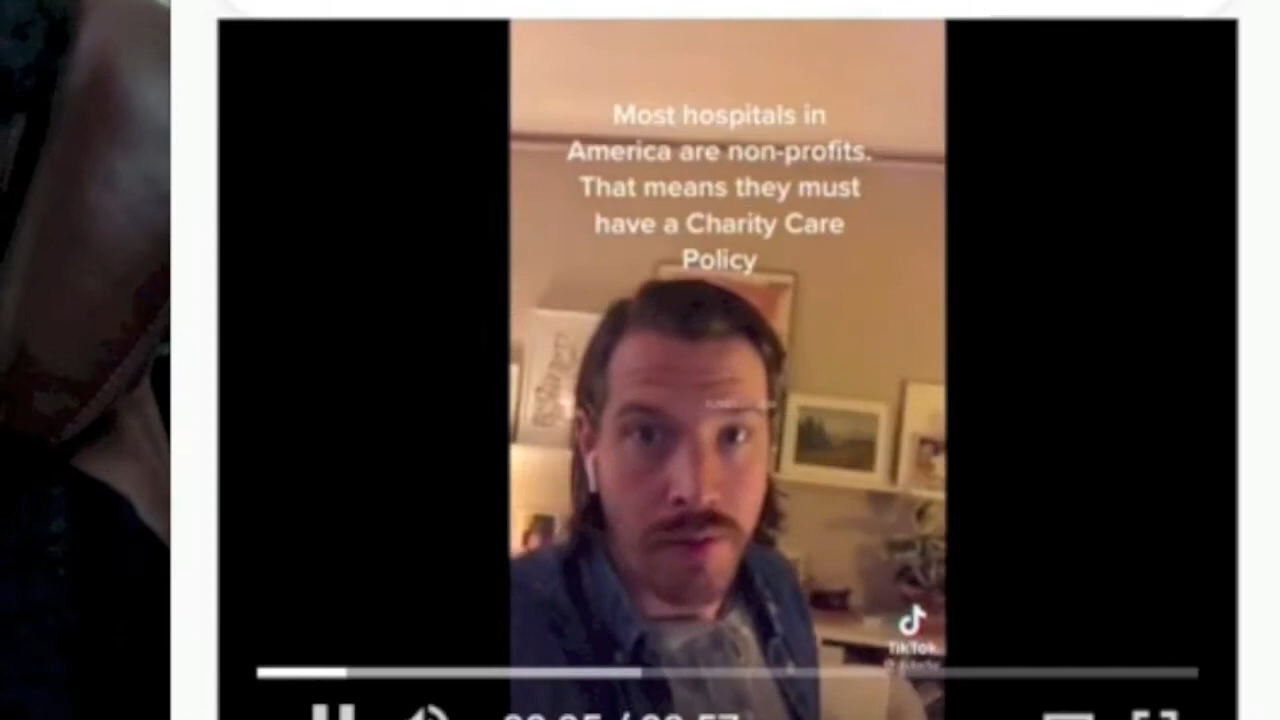 Most hospitals in
America are non-profits.
That means they must
have a Charity Care
Policy
TikTok